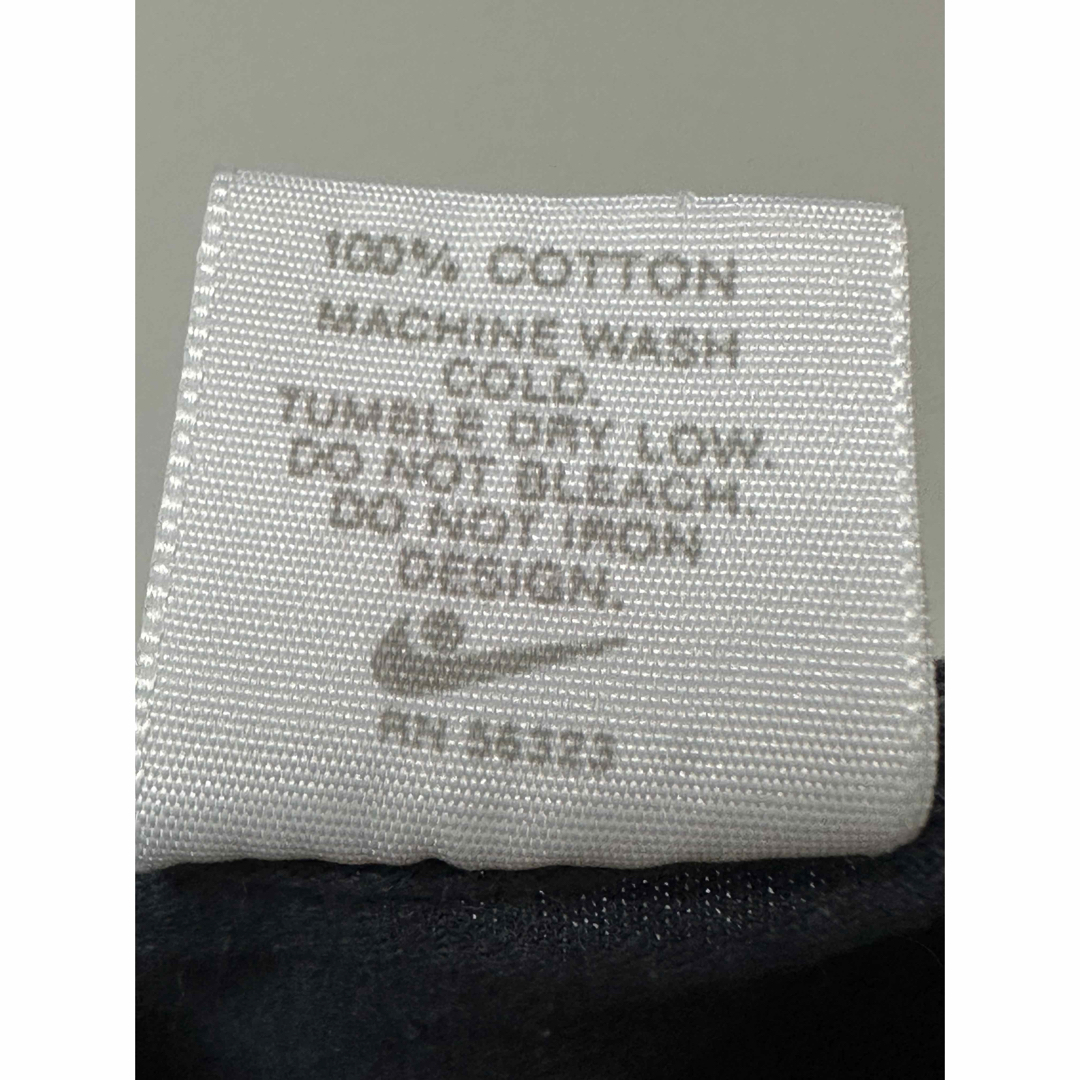 100% COTTON
MACHINE WASH
COLD.
TUMBLE DRY LOW.
DO NOT BLEACH.
DO NOT IRON
DESIGN.
®
RN 56323